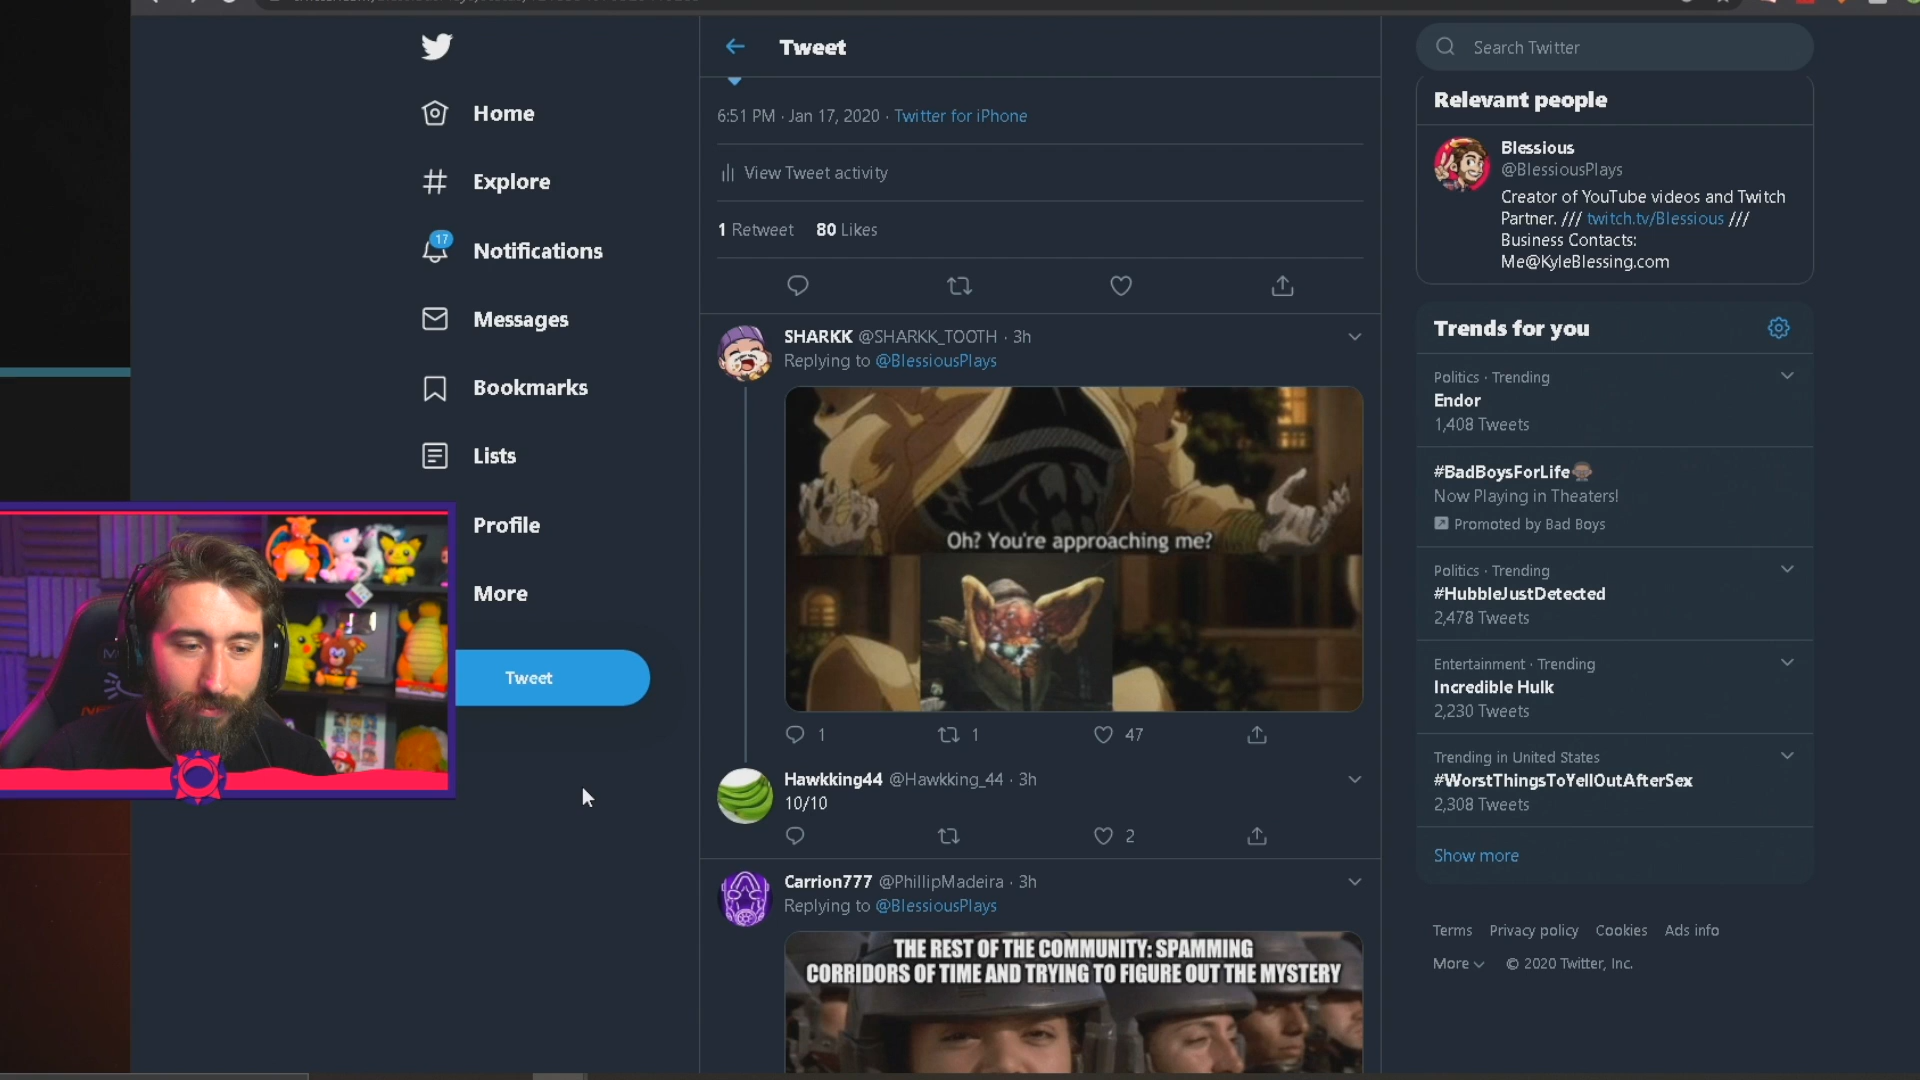 Tweet
Search Twitter
Home
Explore
17
Notifications
Messages
Bookmarks
Lists
Profile
More
Tweet
6:51 PM · Jan 17, 2020 · Twitter for iPhone
View Tweet activity
1 Retweet 80 Likes
SHARKK @SHARKK_TOOTH · 3h
Replying to @BlessiousPlays
Oh? You're approaching me?
1 1 47
Hawkking44 @Hawkking_44 · 3h
10/10
2
Carrion777 @PhillipMadeira · 3h
Replying to @BlessiousPlays
THE REST OF THE COMMUNITY: SPAMMING
CORRIDORS OF TIME AND TRYING TO FIGURE OUT THE MYSTERY
Relevant people
Blessious
@BlessiousPlays
Creator of YouTube videos and Twitch
Partner. /// twitch.tv/Blessious ///
Business Contacts:
Me@KyleBlessing.com
Trends for you
Politics · Trending
Endor
1,408 Tweets
#BadBoysForLife
Now Playing in Theaters!
Promoted by Bad Boys
Politics · Trending
#HubbleJustDetected
2,478 Tweets
Entertainment · Trending
Incredible Hulk
2,230 Tweets
Trending in United States
#WorstThingsToYellOutAfterSex
2,308 Tweets
Show more
Terms Privacy policy Cookies Ads info
More © 2020 Twitter, Inc.